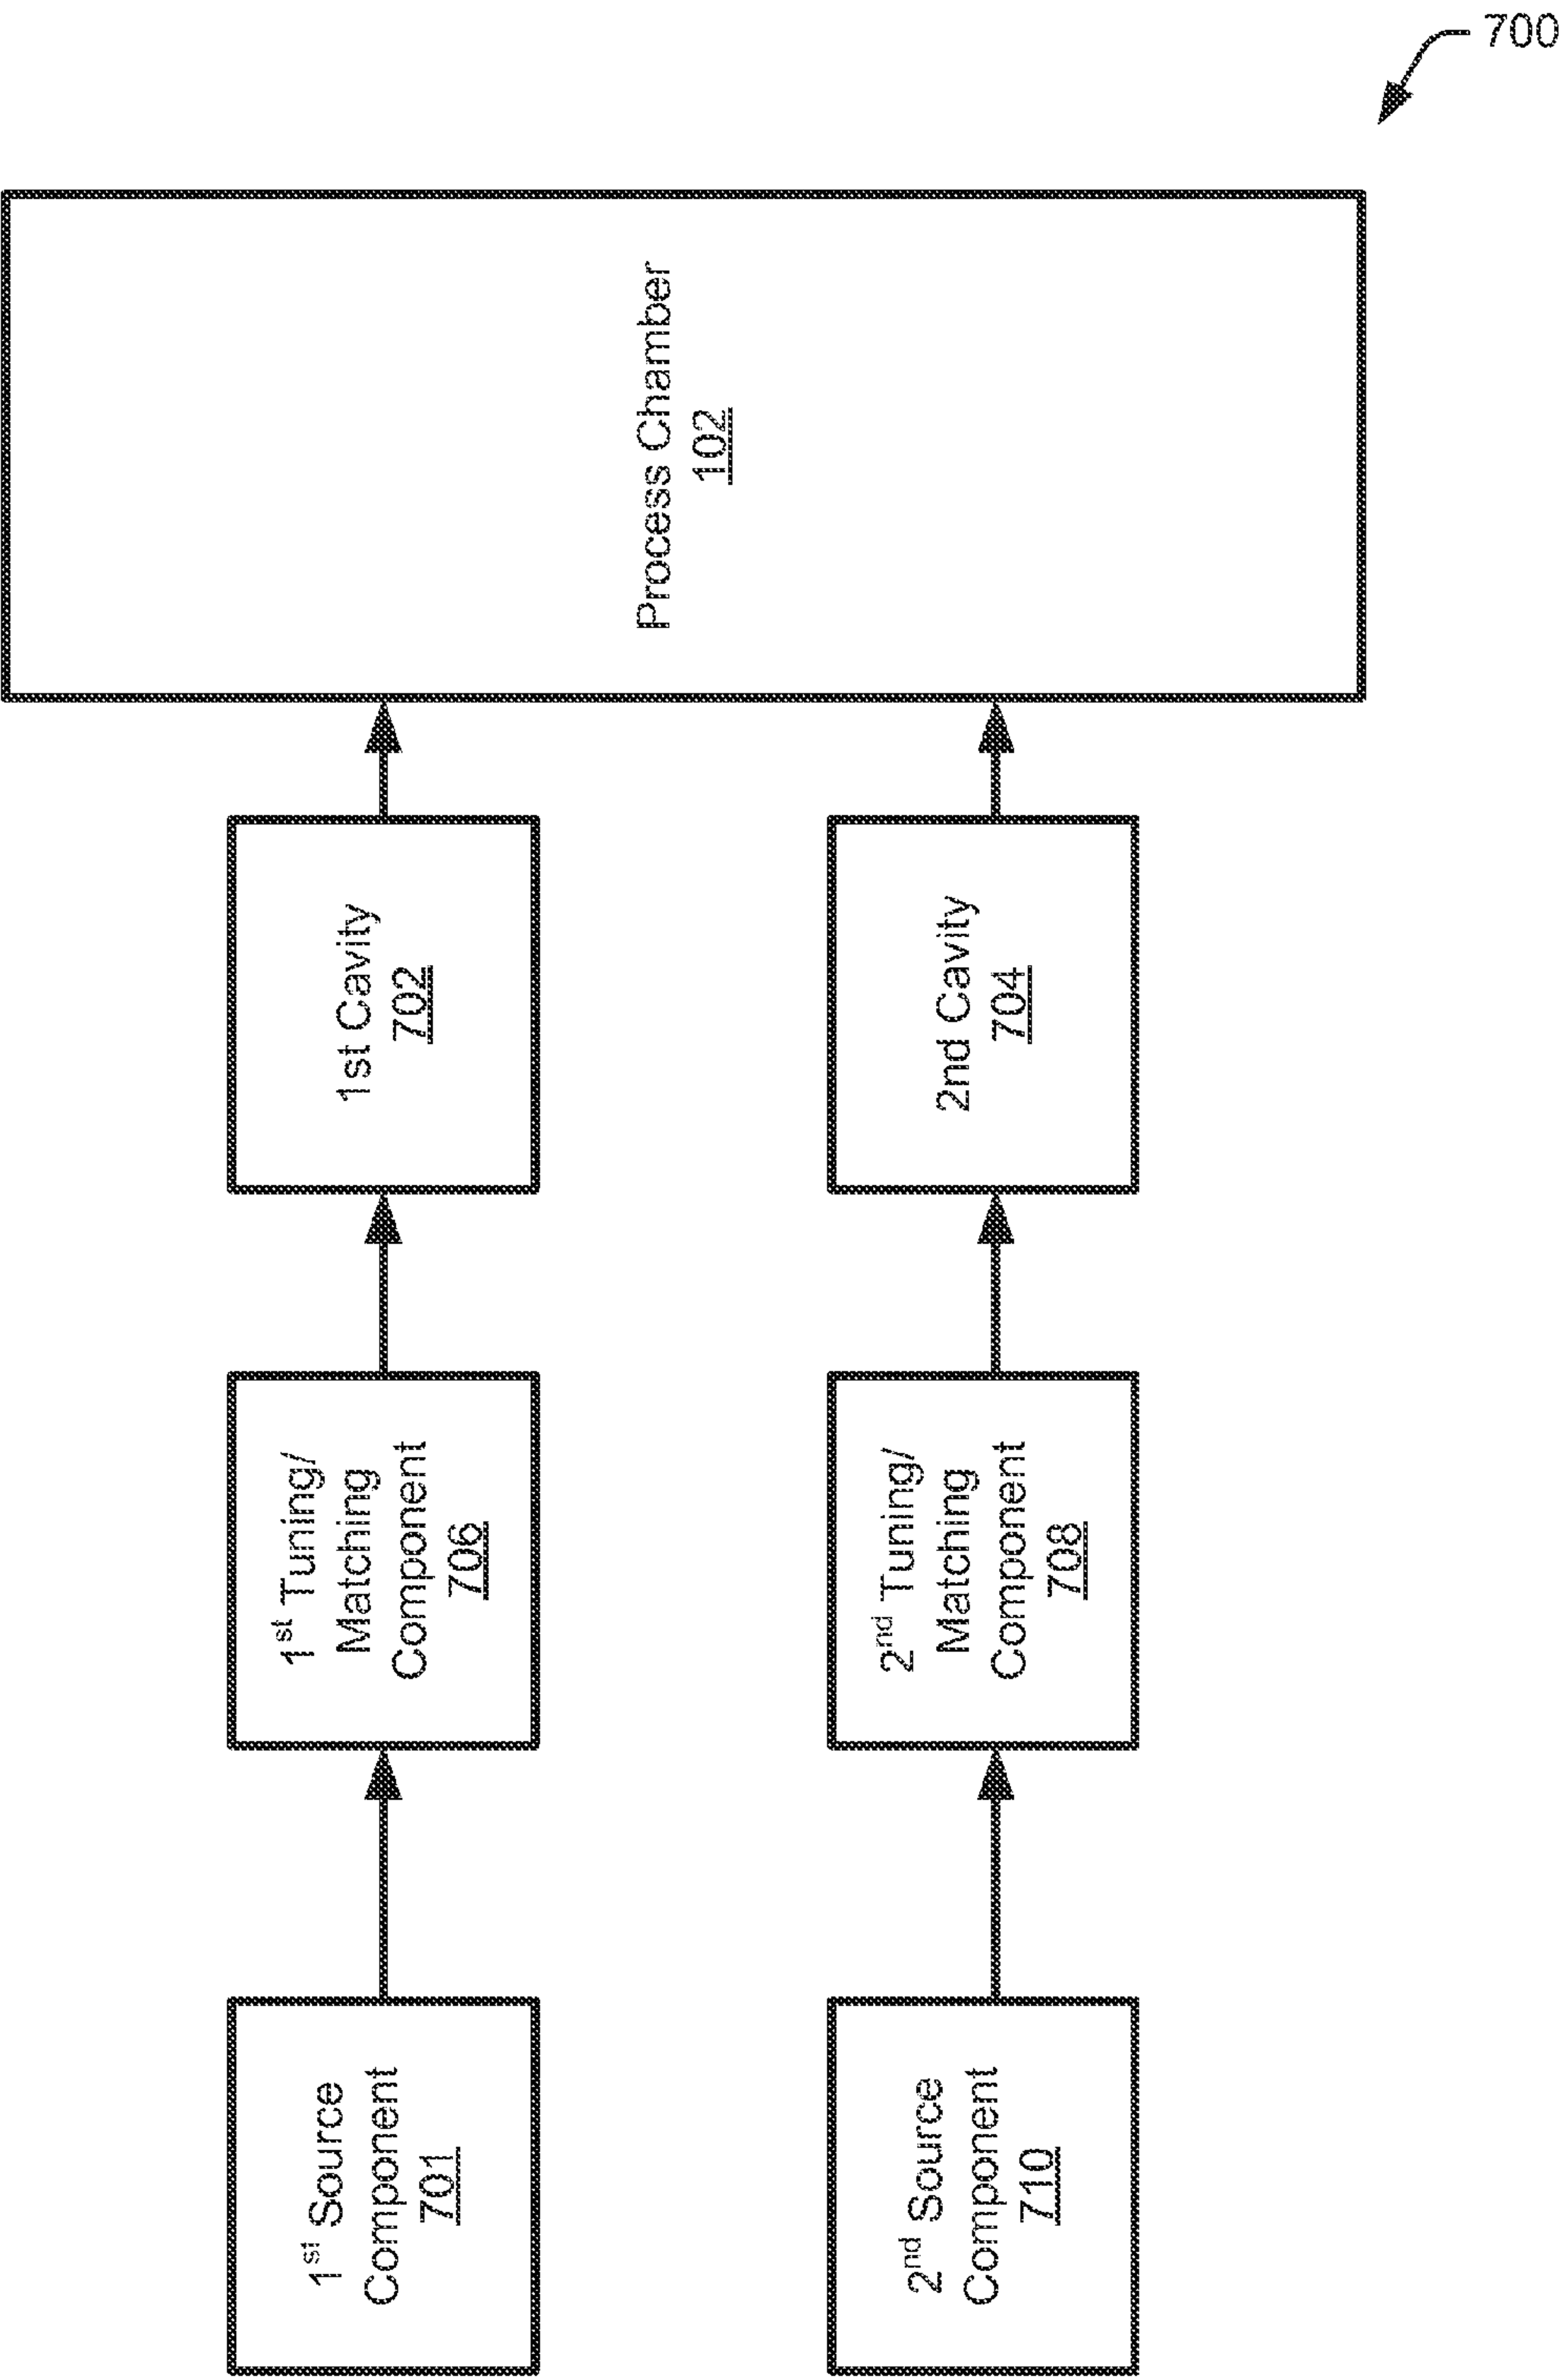 700
Process Chamber
102
1st Cavity
702
2nd Cavity
704
1st Tuning/
Matching
Component
706
2nd Tuning/
Matching
Component
708
1st Source
Component
701
2nd Source
Component
710